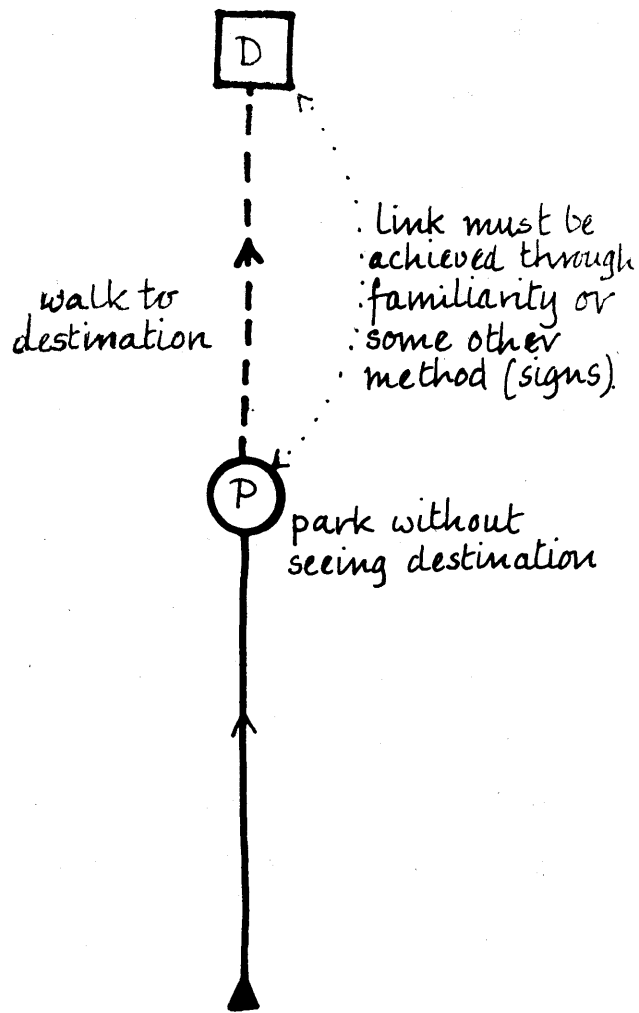 D
link must be
achieved through
familiarity or
some other
method (signs).
walk to
destination
P
park without
seeing destination